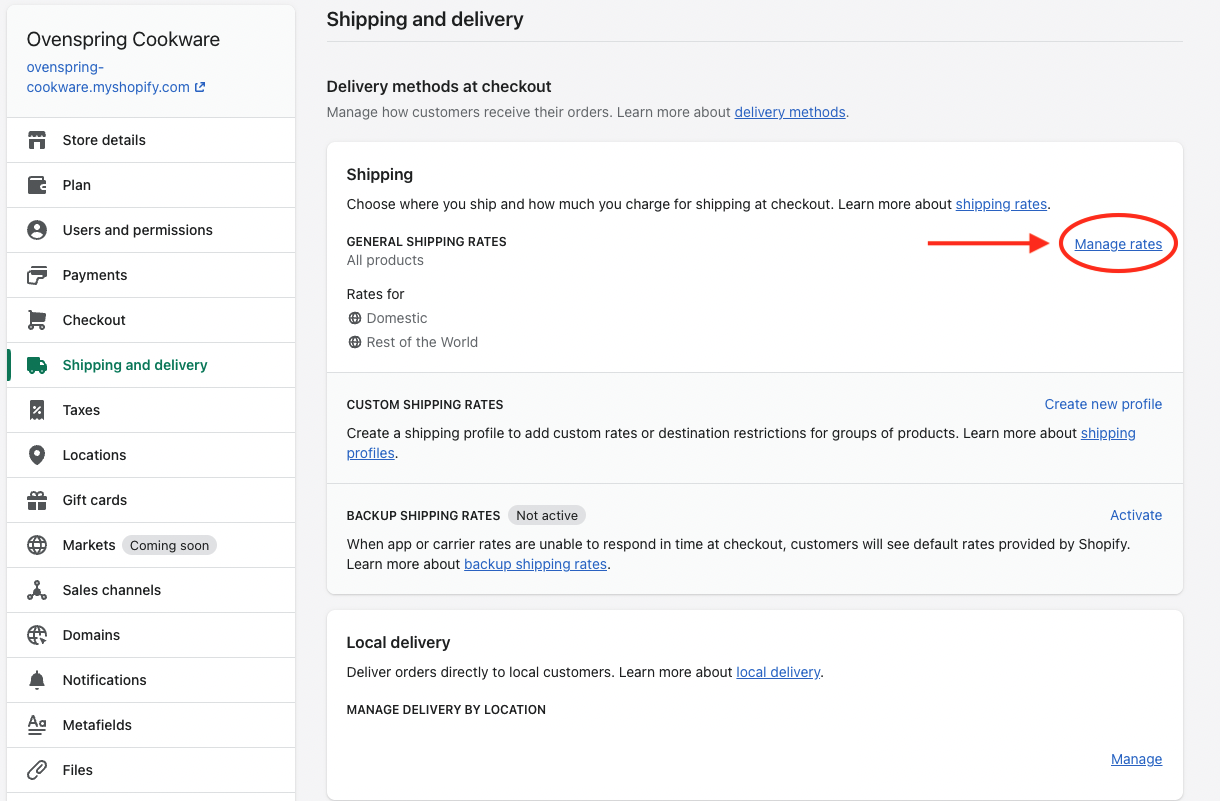 Ovenspring Cookware
ovenspring-
cookware.myshopify.com
Store details
Plan
Users and permissions
Payments
Checkout
Shipping and delivery
Taxes
Locations
Gift cards
Markets Coming soon
Sales channels
Domains
Notifications
Metafields
Files
Shipping and delivery
Delivery methods at checkout
Manage how customers receive their orders. Learn more about delivery methods.
Shipping
Choose where you ship and how much you charge for shipping at checkout. Learn more about shipping rates.
GENERAL SHIPPING RATES
Manage rates
All products
Rates for
Domestic
Rest of the World
CUSTOM SHIPPING RATES
Create new profile
Create a shipping profile to add custom rates or destination restrictions for groups of products. Learn more about shipping
profiles.
BACKUP SHIPPING RATES Not active
Activate
When app or carrier rates are unable to respond in time at checkout, customers will see default rates provided by Shopify.
Learn more about backup shipping rates.
Local delivery
Deliver orders directly to local customers. Learn more about local delivery.
MANAGE DELIVERY BY LOCATION
Manage